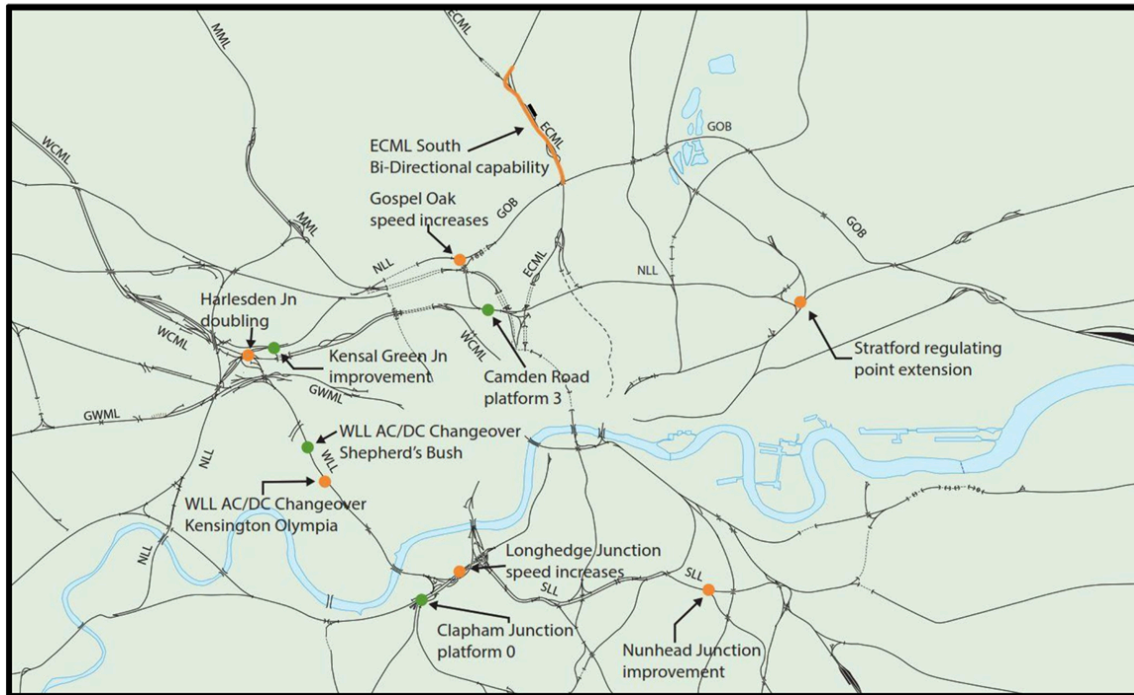 ECML
MML
WCML
ECML
GOB
ECML South
Bi-Directional capability
Gospel Oak
speed increases
GOB
GOB
MML
NLL
ECML
NLL
Harlesden Jn
doubling
WCML
Kensal Green Jn
improvement
WCML
Camden Road
platform 3
Stratford regulating
point extension
GWML
GWML
WLL AC/DC Changeover
Shepherd's Bush
WLL
NLL
WLL AC/DC Changeover
Kensington Olympia
NLL
Longhedge Junction
speed increases
SLL
SLL
Clapham Junction
platform 0
Nunhead Junction
improvement